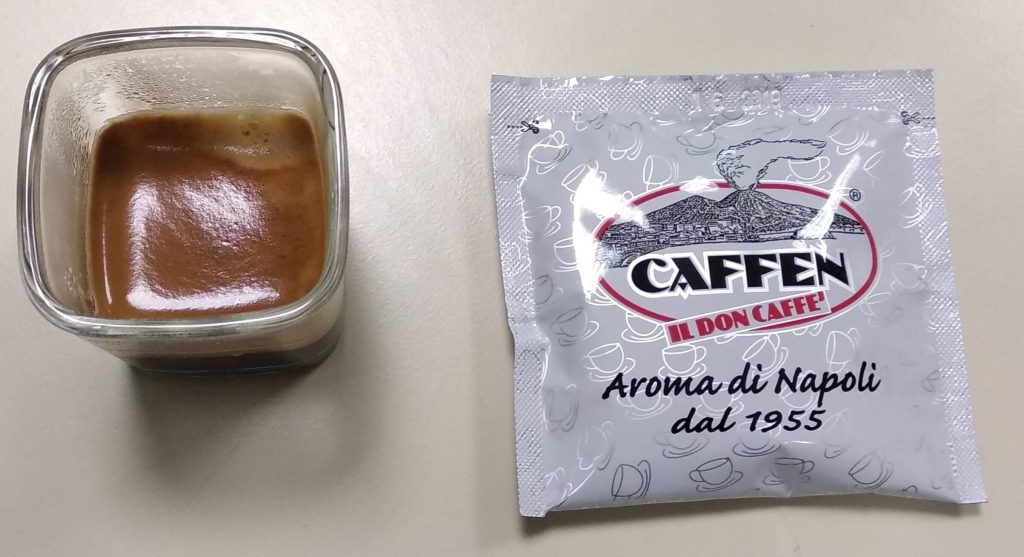 ®
CAFFEN
IL DON CAFFE'
Aroma di Napoli
dal 1955